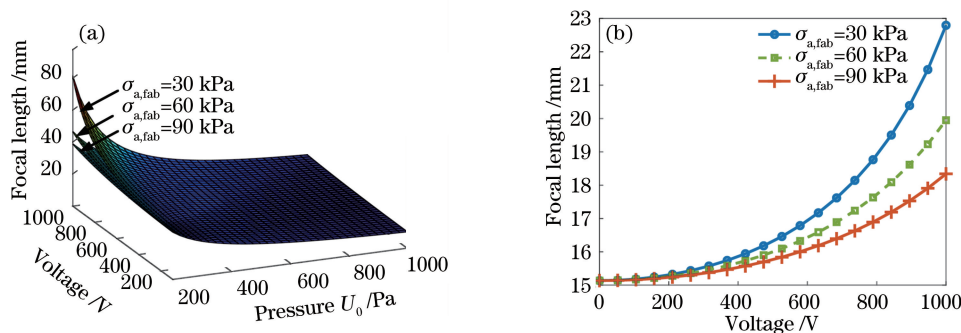 (a)
Focal length /mm
80
60
40
20
σa,fab=30 kPa
σa,fab=60 kPa
σa,fab=90 kPa
1000
800
600
400
200
Voltage /V
200
400
600
800
1000
Pressure U0 /Pa
(b)
Focal length /mm
23
22
21
20
19
18
17
16
15
σa,fab=30 kPa
σa,fab=60 kPa
σa,fab=90 kPa
0
200
400
600
800
1000
Voltage /V